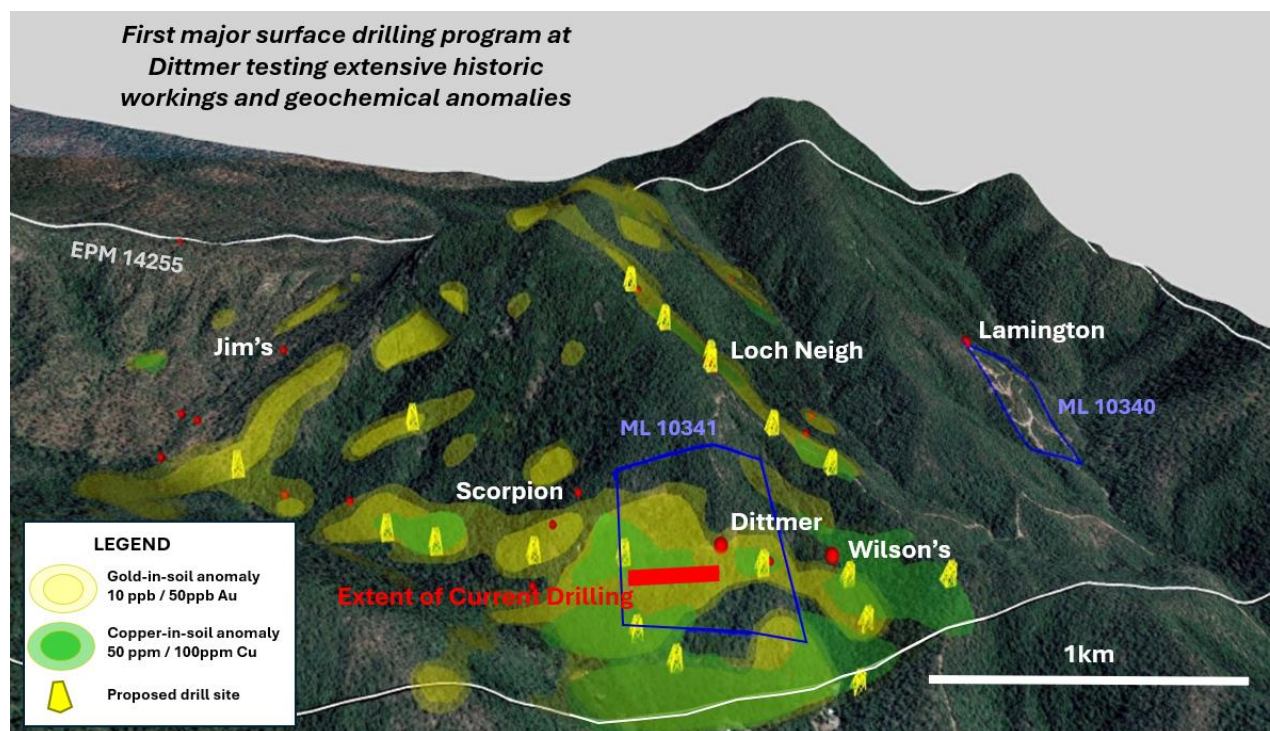 First major surface drilling program at
Dittmer testing extensive historic
workings and geochemical anomalies
EPM 14255
Jim's
Loch Neigh
Lamington
ML 10340
ML 10341
Scorpion
Dittmer
Wilson's
Extent of Current Drilling
1km
LEGEND
Gold-in-soil anomaly
10 ppb / 50ppb Au
Copper-in-soil anomaly
50 ppm / 100ppm Cu
Proposed drill site